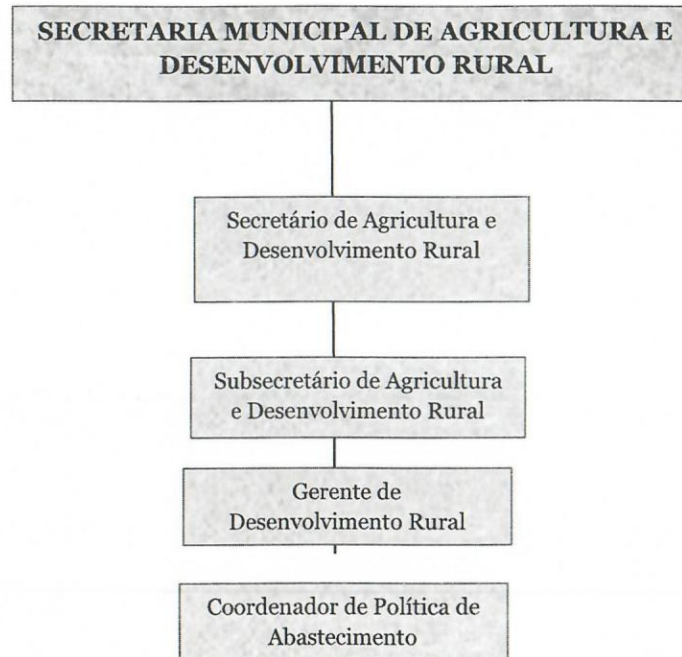 SECRETARIA MUNICIPAL DE AGRICULTURA E
DESENVOLVIMENTO RURAL
Secretário de Agricultura e
Desenvolvimento Rural
Subsecretário de Agricultura
e Desenvolvimento Rural
Gerente de
Desenvolvimento Rural
Coordenador de Política de
Abastecimento